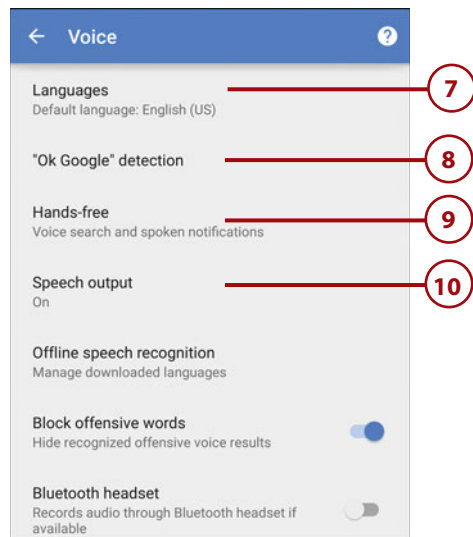 Voice
?
Languages
Default language: English (US)
7
"Ok Google" detection
8
Hands-free
Voice search and spoken notifications
9
Speech output
On
10
Offline speech recognition
Manage downloaded languages
Block offensive words
Hide recognized offensive voice results
Bluetooth headset
Records audio through Bluetooth headset if
available